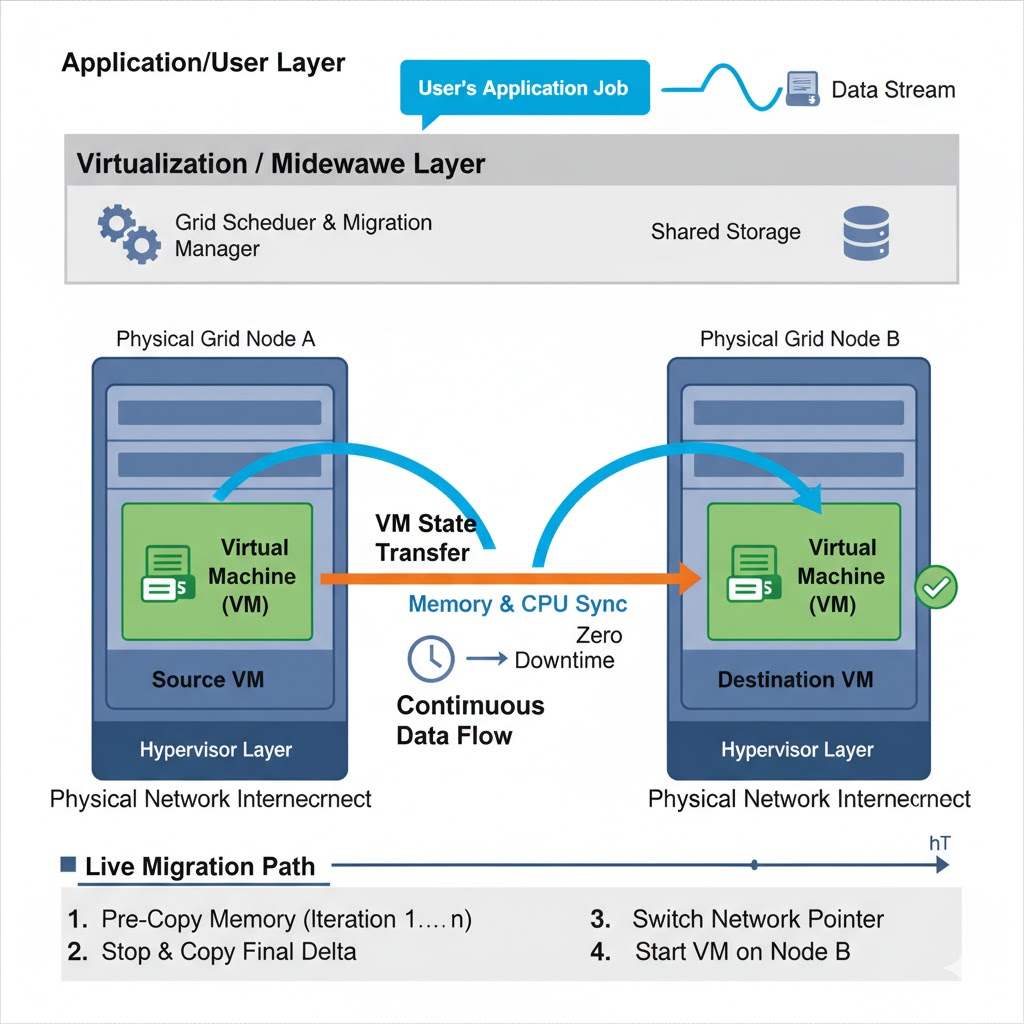 Application/User Layer
User's Application Job
Data Stream
Virtualization / Midewawe Layer
Grid Scheduer & Migration
Manager
Shared Storage
Physical Grid Node A
Physical Grid Node B
VM State
Transfer
Virtual
Machine
(VM)
S
Virtual
Machine
(VM)
S
Memory & CPU Sync
Zero
Downtime
Source VM
Destination VM
Continuous
Data Flow
Hypervisor Layer
Hypervisor Layer
Physical Network Internecrnect
Physical Network Internecrnect
hT
Live Migration Path
1. Pre-Copy Memory (Iteration 1....n)
2. Stop & Copy Final Delta
3. Switch Network Pointer
4. Start VM on Node B